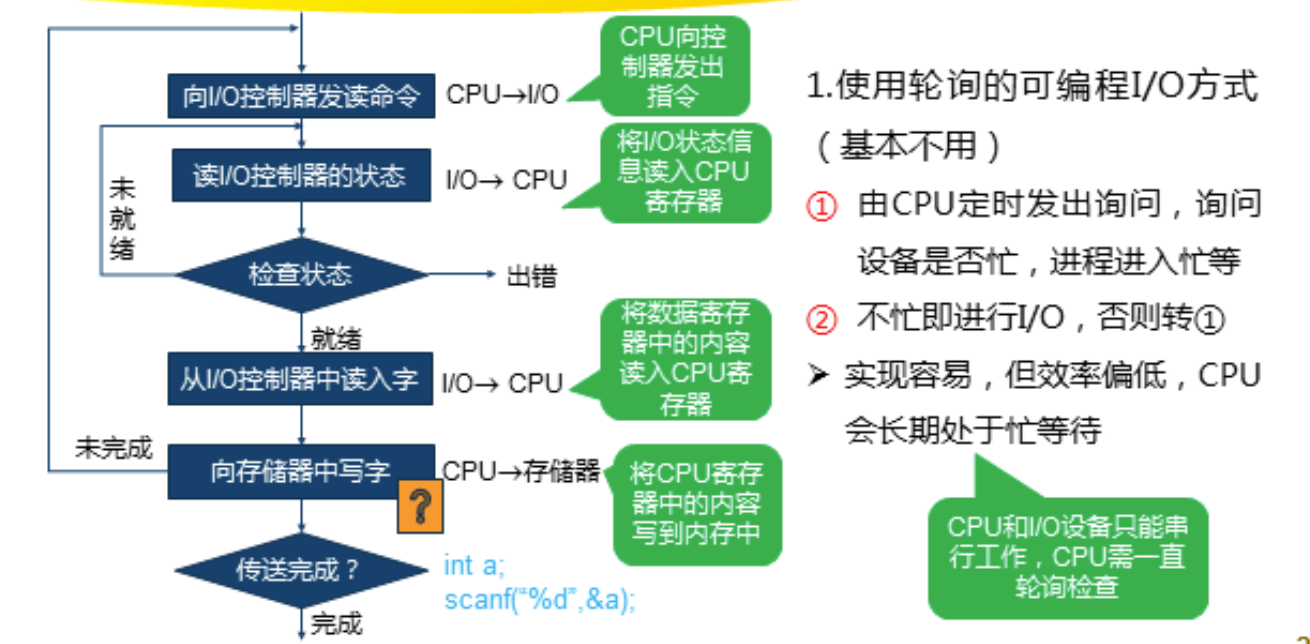 向I/O控制器发读命令
CPU→I/O
CPU向控
制器发出
指令
读I/O控制器的状态
I/O→ CPU
将I/O状态信
息读入CPU
寄存器
未
就
绪
检查状态
出错
就绪
从I/O控制器中读入字
I/O→ CPU
将数据寄存
器中的内容
读入CPU寄
存器
未完成
向存储器中写字
?
CPU→存储器
将CPU寄存
器中的内容
写到内存中
传送完成？
int a;
scanf(“%d”,&a);
完成
1.使用轮询的可编程I/O方式
（基本不用）
① 由CPU定时发出询问，询问
设备是否忙，进程进入忙等
② 不忙即进行I/O，否则转①
➤ 实现容易，但效率偏低，CPU
会长期处于忙等待
CPU和I/O设备只能串
行工作，CPU需一直
轮询检查